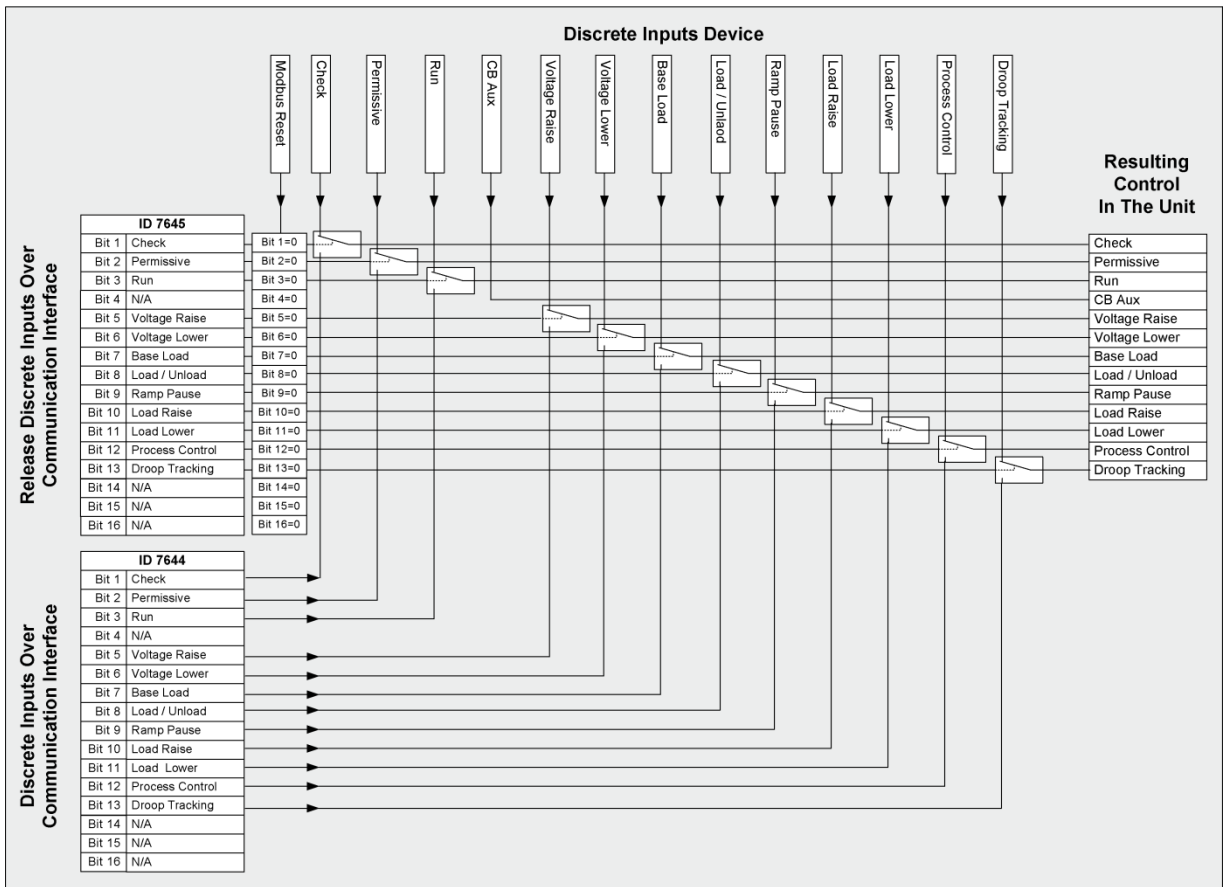 Discrete Inputs Device
Modbus Reset
Check
Permissive
Run
CB Aux
Voltage Raise
Voltage Lower
Base Load
Load / Unlaod
Ramp Pause
Load Raise
Load Lower
Process Control
Droop Tracking
Resulting
Control
In The Unit
Release Discrete Inputs Over
Communication Interface
ID 7645
Bit 1 Check
Bit 2 Permissive
Bit 3 Run
Bit 4 N/A
Bit 5 Voltage Raise
Bit 6 Voltage Lower
Bit 7 Base Load
Bit 8 Load / Unload
Bit 9 Ramp Pause
Bit 10 Load Raise
Bit 11 Load Lower
Bit 12 Process Control
Bit 13 Droop Tracking
Bit 14 N/A
Bit 15 N/A
Bit 16 N/A
Bit 1=0
Bit 2=0
Bit 3=0
Bit 4=0
Bit 5=0
Bit 6=0
Bit 7=0
Bit 8=0
Bit 9=0
Bit 10=0
Bit 11=0
Bit 12=0
Bit 13=0
Bit 14=0
Bit 15=0
Bit 16=0
Check
Permissive
Run
CB Aux
Voltage Raise
Voltage Lower
Base Load
Load / Unload
Ramp Pause
Load Raise
Load Lower
Process Control
Droop Tracking
Discrete Inputs Over
Communication Interface
ID 7644
Bit 1 Check
Bit 2 Permissive
Bit 3 Run
Bit 4 N/A
Bit 5 Voltage Raise
Bit 6 Voltage Lower
Bit 7 Base Load
Bit 8 Load / Unload
Bit 9 Ramp Pause
Bit 10 Load Raise
Bit 11 Load Lower
Bit 12 Process Control
Bit 13 Droop Tracking
Bit 14 N/A
Bit 15 N/A
Bit 16 N/A